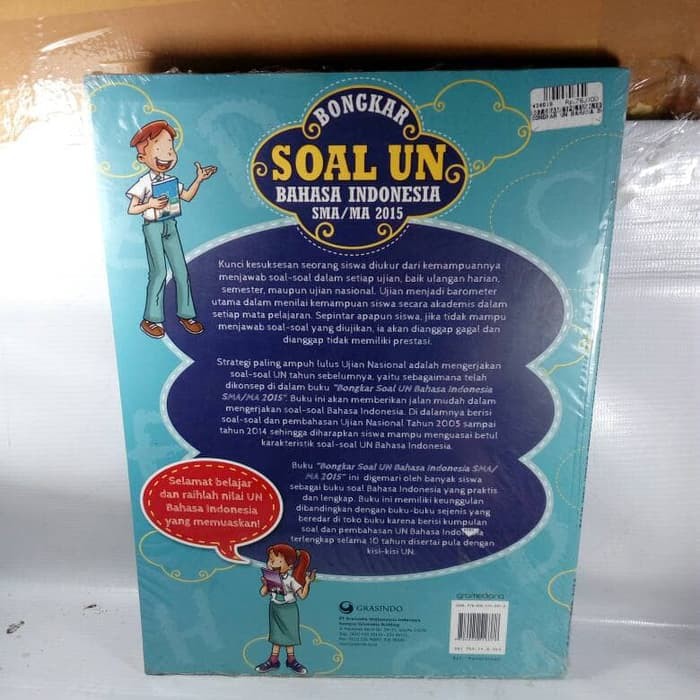 BONGKAR
SOAL UN
BAHASA INDONESIA
SMA/MA 2015
Kunci kesuksesan seorang siswa diukur dari kemampuannya
menjawab soal-soal dalam setiap ujian, baik ulangan harian,
semester, maupun ujian nasional. Ujian menjadi barometer
utama dalam menilai kemampuan siswa secara akademis dalam
setiap mata pelajaran. Sepintar apapun siswa, jika tidak mampu
menjawab soal-soal yang diujikan, ia akan dianggap gagal dan
dianggap tidak memiliki prestasi.
Strategi paling ampuh lulus Ujian Nasional adalah mengerjakan
soal-soal UN tahun sebelumnya, yaitu sebagaimana telah
dikonsep di dalam buku "Bongkar Soal UN Bahasa Indonesia
SMA/MA 2015". Buku ini akan memberikan jalan mudah dalam
mengerjakan soal-soal Bahasa Indonesia. Di dalamnya berisi
soal-soal dan pembahasan Ujian Nasional Tahun 2005 sampai
tahun 2014 sehingga diharapkan siswa mampu menguasai betul
karakteristik soal-soal UN Bahasa Indonesia.
Buku "Bongkar Soal UN Bahasa Indonesia SMA/
MA 2015" ini digemari oleh banyak siswa
sebagai buku soal Bahasa Indonesia yang praktis
dan lengkap. Buku ini memiliki keunggulan
dibandingkan dengan buku-buku sejenis yang
beredar di toko buku karena berisi kumpulan
soal dan pembahasan UN Bahasa Indonesia
terlengkap selama 10 tahun disertai pula dengan
kisi-kisi UN.
Selamat belajar
dan raihlah nilai UN
Bahasa Indonesia
yang memuaskan!
GRASINDO
PT Gramedia Widiasarana Indonesia
gramediana